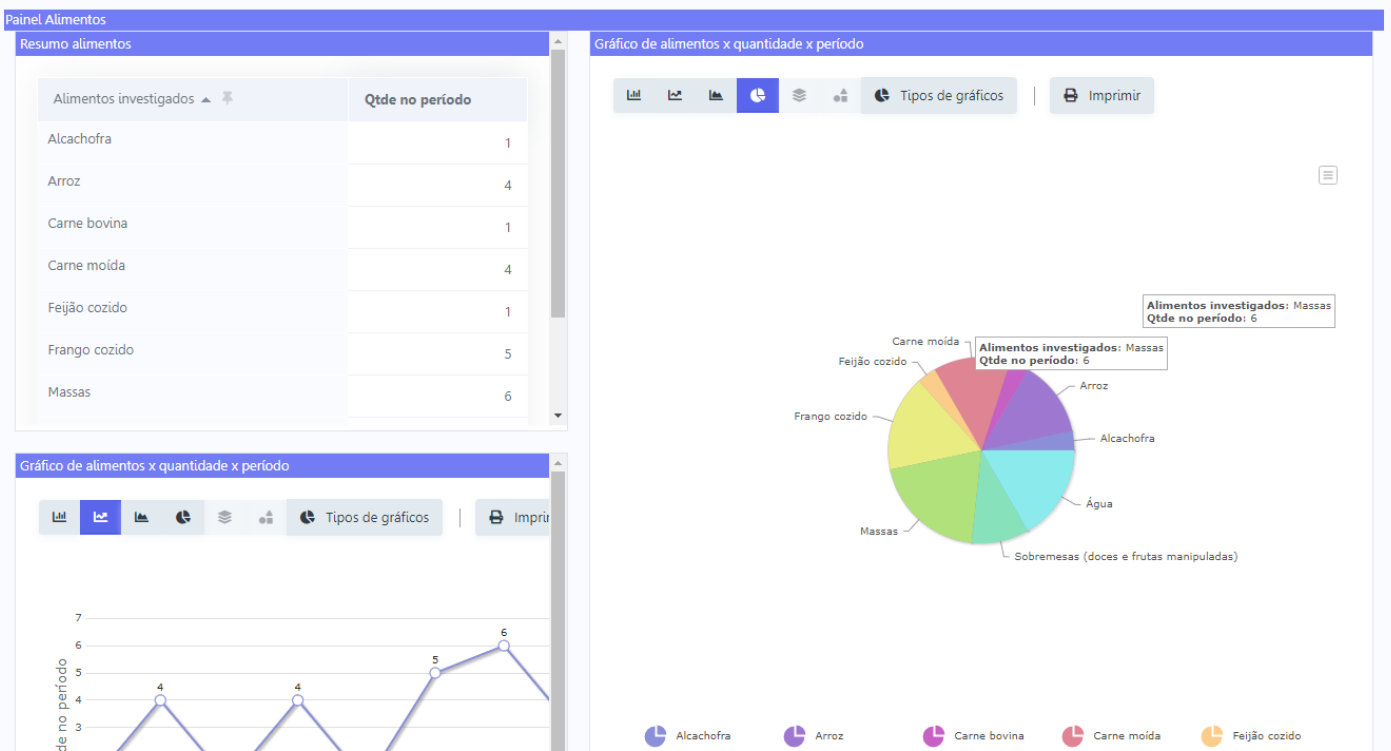 Painel Alimentos
Resumo alimentos
Alimentos investigados
Qtde no período
Alcachofra
1
Arroz
4
Carne bovina
1
Carne moída
4
Feijão cozido
1
Frango cozido
5
Massas
6
Gráfico de alimentos x quantidade x período
Tipos de gráficos
Imprimir
Alimentos investigados: Massas
Qtde no período: 6
Alimentos investigados: Massas
Qtde no período: 6
Carne moída
Feijão cozido
Arroz
Frango cozido
Alcachofra
Água
Massas
Sobremesas (doces e frutas manipuladas)
Alcachofra
Arroz
Carne bovina
Carne moída
Feijão cozido
Gráfico de alimentos x quantidade x período
Tipos de gráficos
Imprir
7
6
5
4
3
de no período
4
4
5
6